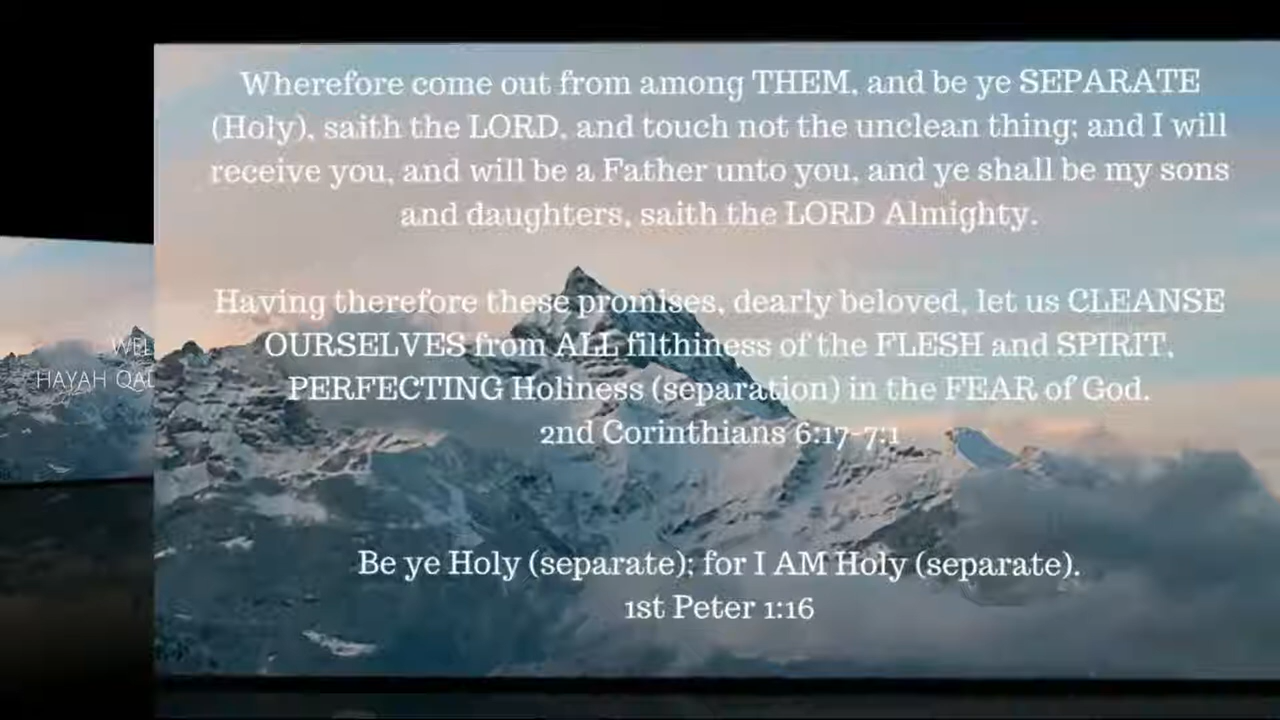 Wherefore come out from among THEM, and be ye SEPARATE
(Holy), saith the LORD, and touch not the unclean thing; and I will
receive you, and will be a Father unto you, and ye shall be my sons
and daughters, saith the LORD Almighty.
Having therefore these promises, dearly beloved, let us CLEANSE
OURSELVES from ALL filthiness of the FLESH and SPIRIT,
PERFECTING Holiness (separation) in the FEAR of God.
2nd Corinthians 6:17-7:1
Be ye Holy (separate); for I AM Holy (separate).
1st Peter 1:16
HAYAH